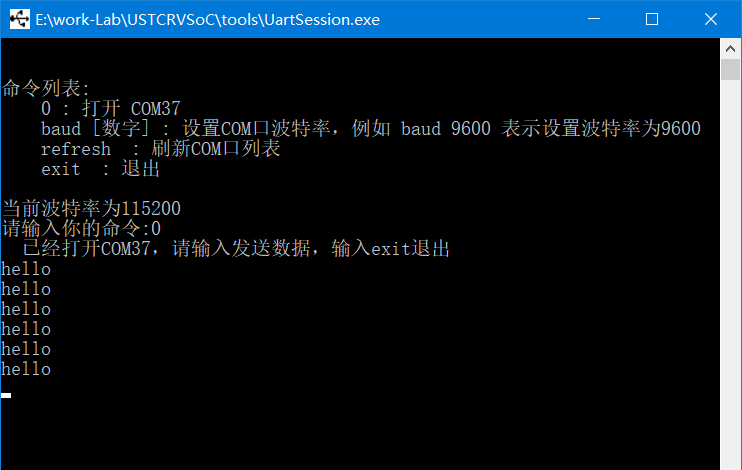 E:\work-Lab\USTCRVSoC\tools\UartSession.exe
命令列表:
0 : 打开 COM37
baud [数字] : 设置COM口波特率，例如 baud 9600 表示设置波特率为9600
refresh  : 刷新COM口列表
exit  : 退出
当前波特率为115200
请输入你的命令:0
已经打开COM37，请输入发送数据，输入exit退出
hello
hello
hello
hello
hello
hello